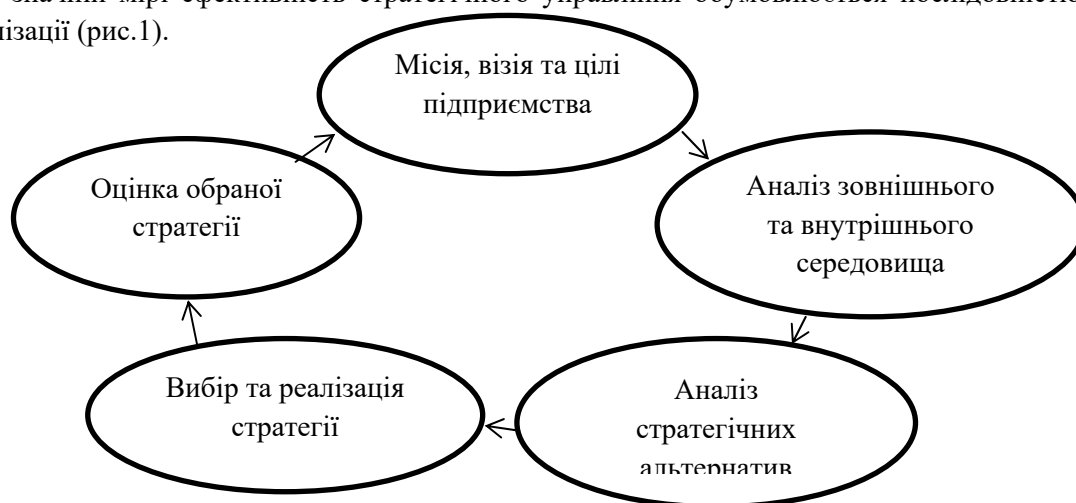 значній мірі ефективність стратегічного управління обумовлюється послідовністю
лізації (рис.1).
Місія, візія та цілі
підприємства
Аналіз зовнішнього
та внутрішнього
середовища
Аналіз
стратегічних
альтернатив
Вибір та реалізація
стратегії
Оцінка обраної
стратегії